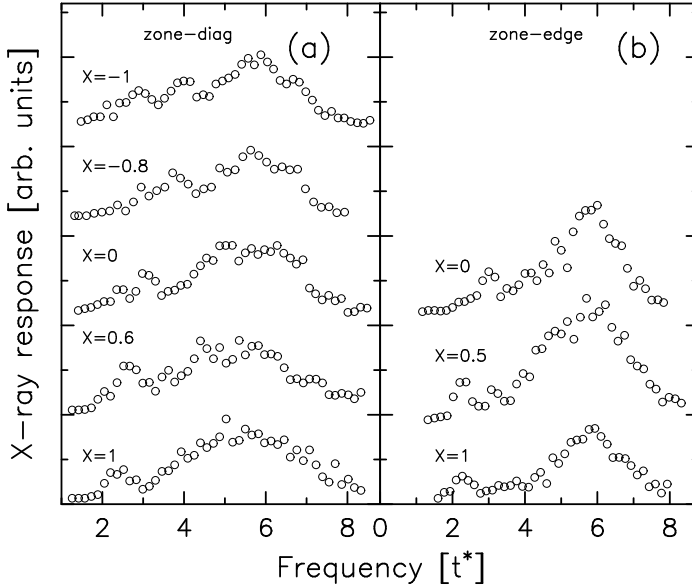 zone-diag (a)
X=−1
X=−0.8
X=0
X=0.6
X=1
zone-edge (b)
X=0
X=0.5
X=1
X−ray response [arb. units]
2 4 6 8 0 2 4 6 8
Frequency [t*]